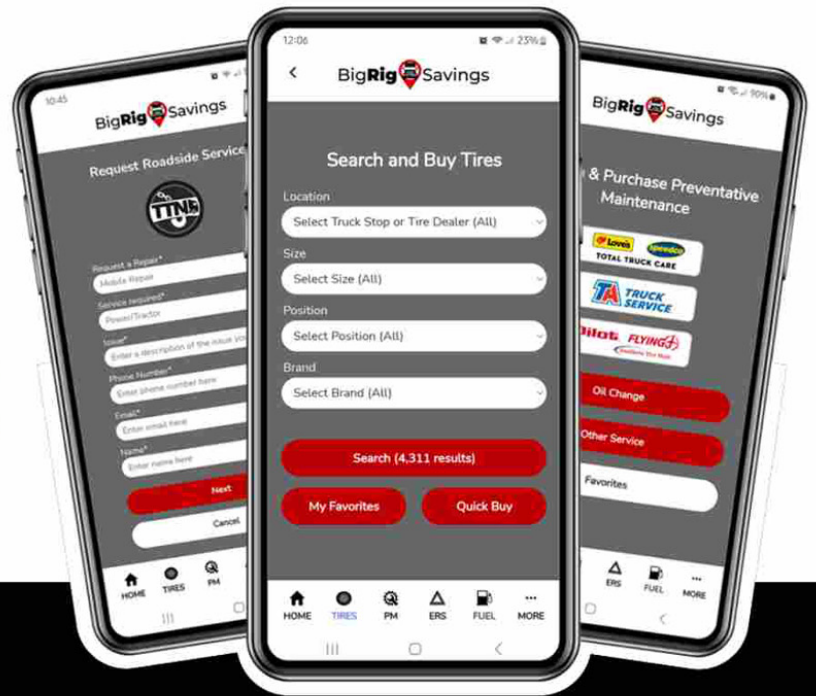 10:45
BigRig Savings
Request Roadside Service
TTN
Request a Repair*
Mobile Repair
Service required*
Power/Tractor
Issue*
Enter a description of the issue
Phone Number*
Enter phone number here
Email*
Enter email here
Name*
Enter name here
Next
Cancel
HOME
TIRES
PM
12:06
23%
BigRig Savings
Search and Buy Tires
Location
Select Truck Stop or Tire Dealer (All)
Size
Select Size (All)
Position
Select Position (All)
Brand
Select Brand (All)
Search (4,311 results)
My Favorites
Quick Buy
HOME
TIRES
PM
ERS
FUEL
MORE
90%
BigRig Savings
& Purchase Preventative
Maintenance
Love's Speedco
TOTAL TRUCK CARE
TA TRUCK
SERVICE
Pilot FLYING J
Oil Change
Other Service
Favorites
ERS
FUEL
MORE